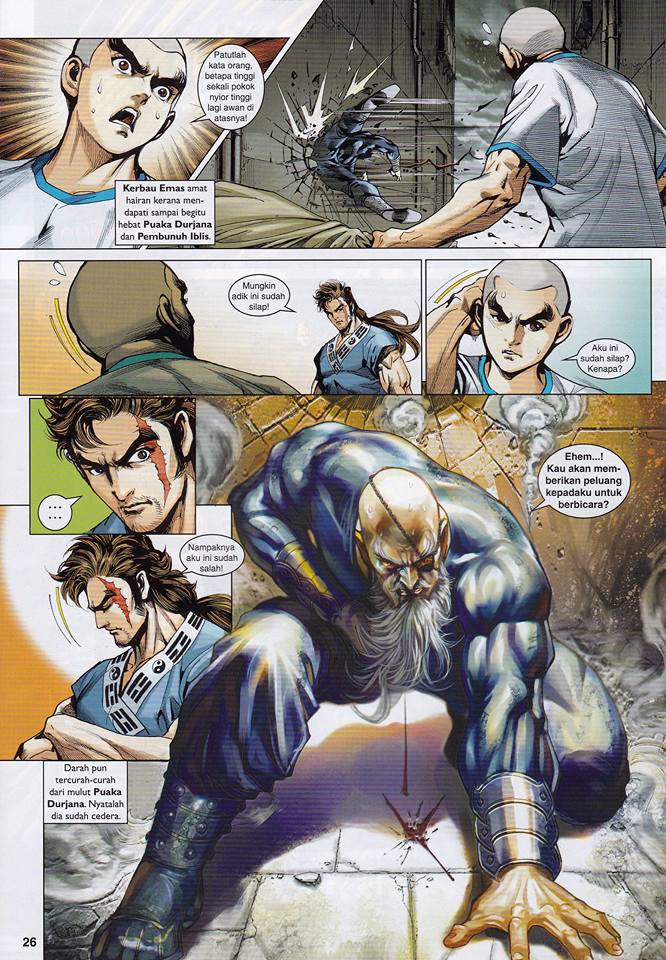 Patutlah
kata orang,
betapa tinggi
sekali pokok
nyior tinggi
lagi awan di
atasnya!
Kerbau Emas amat
hairan kerana men-
dapati sampai begitu
hebat Puaka Durjana
dan Pembunuh Iblis.
Mungkin
adik ini sudah
silap!
Aku ini
sudah silap?
Kenapa?
...
...
Ehem...!
Kau akan mem-
berikan peluang
kepadaku untuk
berbicara?
Nampaknya
aku ini sudah
salah!
Darah pun
tercurah-curah
dari mulut Puaka
Durjana. Nyatalah
dia sudah cedera.
26